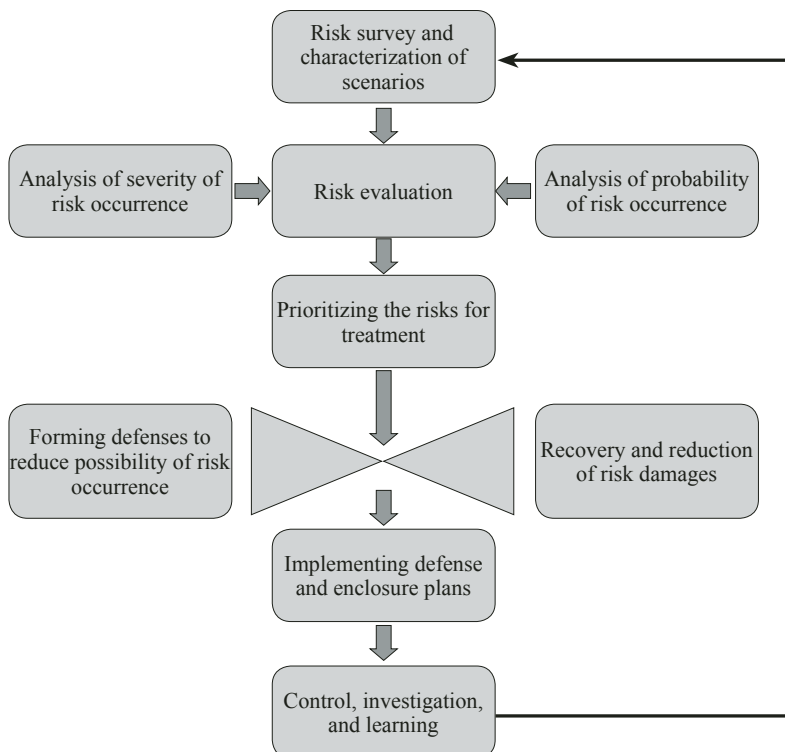 Risk survey and
characterization of
scenarios
Analysis of severity of
risk occurrence
Risk evaluation
Analysis of probability
of risk occurrence
Prioritizing the risks for
treatment
Forming defenses to
reduce possibility of risk
occurrence
Recovery and reduction
of risk damages
Implementing defense
and enclosure plans
Control, investigation,
and learning